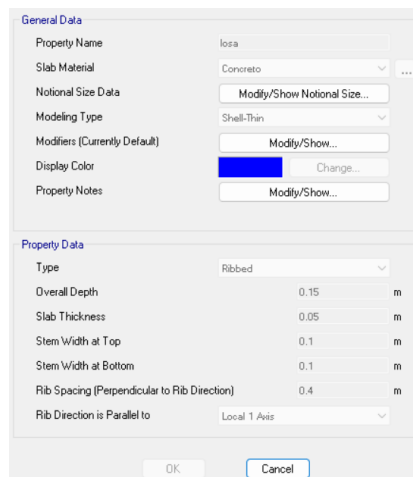 General Data
Property Name losa
Slab Material Concreto ...
Notional Size Data Modify/Show Notional Size...
Modeling Type Shell-Thin
Modifiers (Currently Default) Modify/Show...
Display Color Change...
Property Notes Modify/Show...
Property Data
Type Ribbed
Overall Depth 0.15 m
Slab Thickness 0.05 m
Stem Width at Top 0.1 m
Stem Width at Bottom 0.1 m
Rib Spacing (Perpendicular to Rib Direction) 0.4 m
Rib Direction is Parallel to Local 1 Axis
OK Cancel